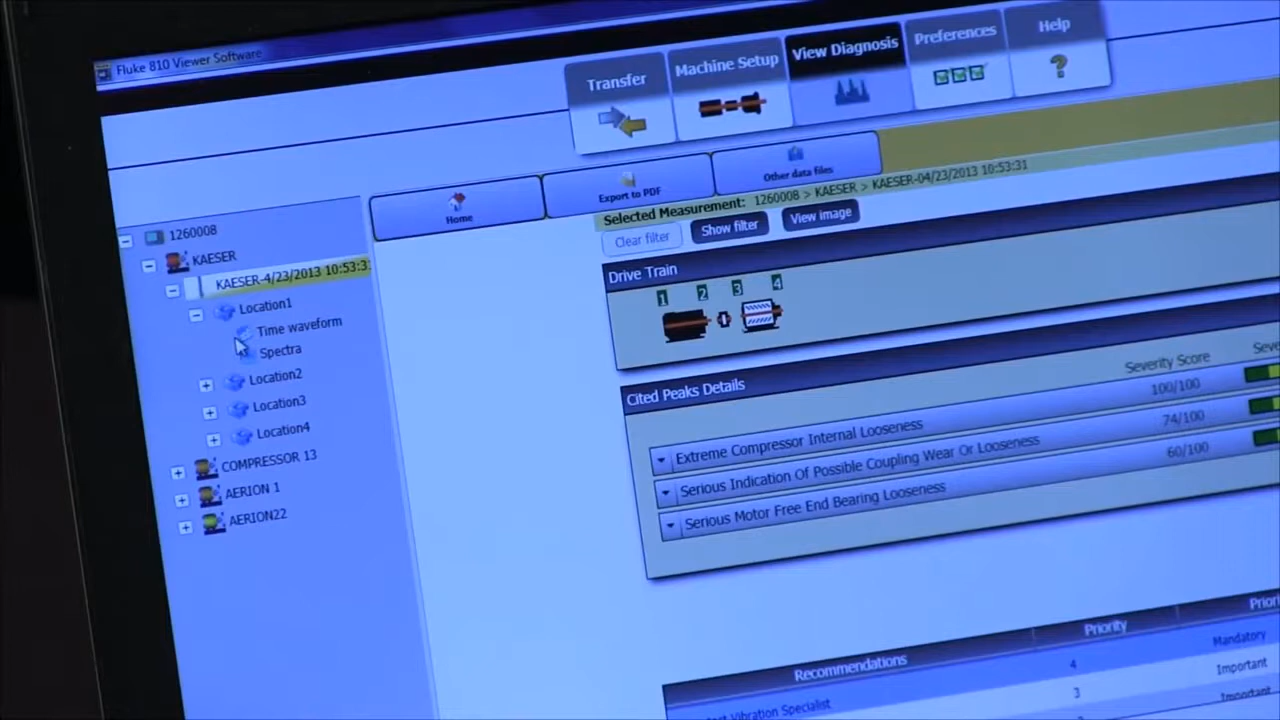 Fluke 810 Viewer Software
Transfer
Machine Setup
View Diagnosis
Preferences
Help
?
Home
Export to PDF
Other data files
Selected Measurement: 1260008 > KAESER > KAESER-04/23/2013 10:53:31
Clear filter
Show filter
View image
1260008
KAESER
KAESER-4/23/2013 10:53:3
Location1
Time waveform
Spectra
Location2
Location3
Location4
COMPRESSOR 13
AERION 1
AERION22
Drive Train
1 2 3 4
Cited Peaks Details
Severity Score
Seve
Extreme Compressor Internal Looseness 100/100
Serious Indication Of Possible Coupling Wear Or Looseness 74/100
Serious Motor Free End Bearing Looseness 60/100
Recommendations Priority Prior
Vibration Specialist 4 Mandatory
3 Important
Important